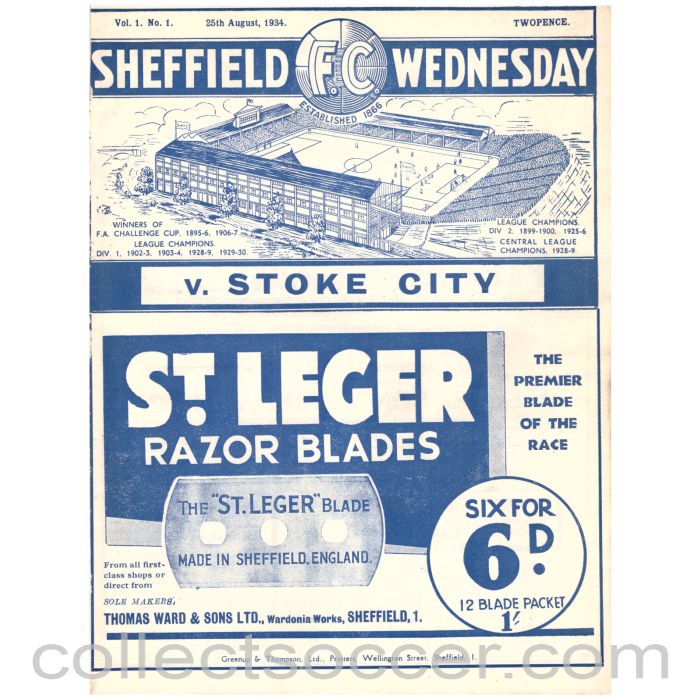 Vol. 1. No. 1.
25th August, 1934.
TWOPENCE.
SHEFFIELD F.C. WEDNESDAY
ESTABLISHED 1866
WINNERS OF
F.A. CHALLENGE CUP, 1895-6, 1906-7.
LEAGUE CHAMPIONS.
DIV. 1, 1902-3, 1903-4, 1928-9, 1929-30.
LEAGUE CHAMPIONS.
DIV 2, 1899-1900, 1925-6
CENTRAL LEAGUE
CHAMPIONS, 1928-9.
v. STOKE CITY
ST. LEGER
RAZOR BLADES
THE
PREMIER
BLADE
OF THE
RACE
THE "ST. LEGER" BLADE
MADE IN SHEFFIELD, ENGLAND.
SIX FOR
6D.
12 BLADE PACKET
1/-
From all first-
class shops or
direct from
SOLE MAKERS,
THOMAS WARD & SONS LTD., Wardonia Works, SHEFFIELD, 1.
Greenup & Thompson, Ltd., Printers, Wellington Street, Sheffield, 1.
collectsoccer.com